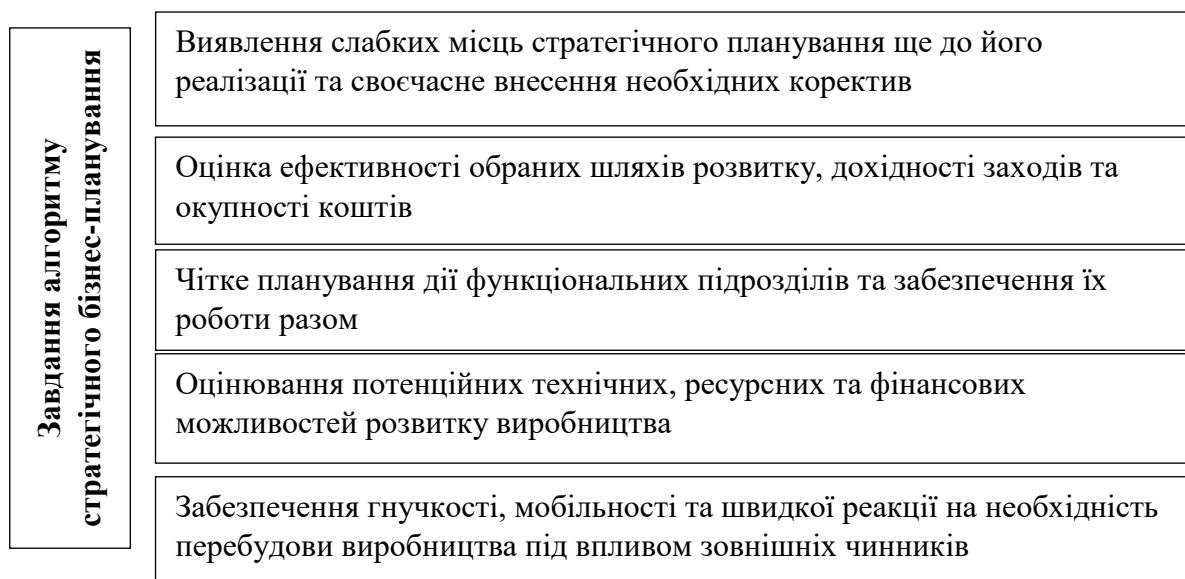 Завдання алгоритму
стратегічного бізнес-планування
Виявлення слабких місць стратегічного планування ще до його
реалізації та своєчасне внесення необхідних коректив
Оцінка ефективності обраних шляхів розвитку, дохідності заходів та
окупності коштів
Чітке планування дії функціональних підрозділів та забезпечення їх
роботи разом
Оцінювання потенційних технічних, ресурсних та фінансових
можливостей розвитку виробництва
Забезпечення гнучкості, мобільності та швидкої реакції на необхідність
перебудови виробництва під впливом зовнішніх чинників